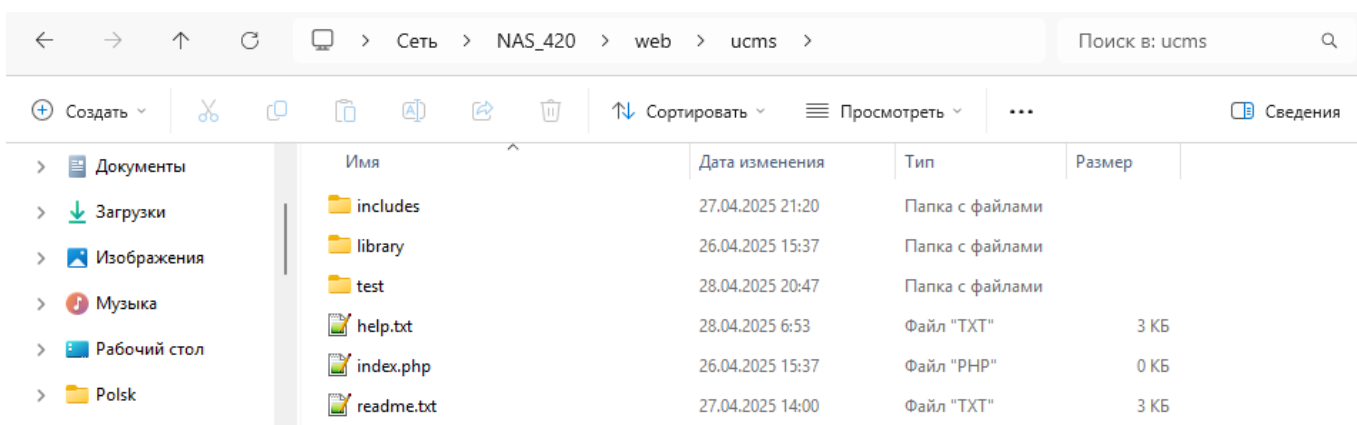 Сеть > NAS_420 > web > ucms > Поиск в: ucms
Создать Сортировать Просмотреть ... Сведения
Имя Дата изменения Тип Размер
Документы
Загрузки
Изображения
Музыка
Рабочий стол
Polsk
includes 27.04.2025 21:20 Папка с файлами
library 26.04.2025 15:37 Папка с файлами
test 28.04.2025 20:47 Папка с файлами
help.txt 28.04.2025 6:53 Файл "TXT" 3 КБ
index.php 26.04.2025 15:37 Файл "PHP" 0 КБ
readme.txt 27.04.2025 14:00 Файл "TXT" 3 КБ